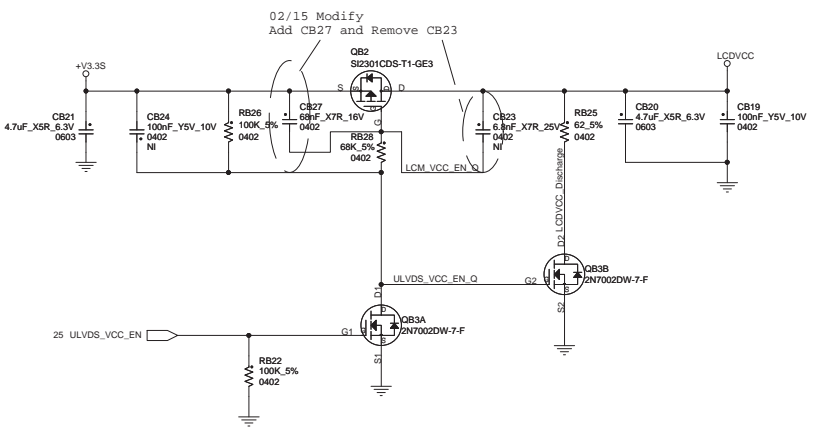 02/15 Modify
Add CB27 and Remove CB23
+V3.3S
QB2
SI2301CDS-T1-GE3
LCDVCC
S
S
D
D
G
G
CB21
4.7uF_X5R_6.3V
0603
CB24
100nF_Y5V_10V
0402
NI
RB26
100K_5%
0402
CB27
68nF_X7R_16V
0402
RB28
68K_5%
0402
CB23
6.8nF_X7R_25V
0402
NI
RB25
62_5%
0402
CB20
4.7uF_X5R_6.3V
0603
CB19
100nF_Y5V_10V
0402
LCM_VCC_EN_Q
LCDVCC_Discharge
ULVDS_VCC_EN_Q
D2
D
G2
G
S
S2
QB3B
2N7002DW-7-F
D1
D
G1
G
S
S1
QB3A
2N7002DW-7-F
25 ULVDS_VCC_EN
RB22
100K_5%
0402